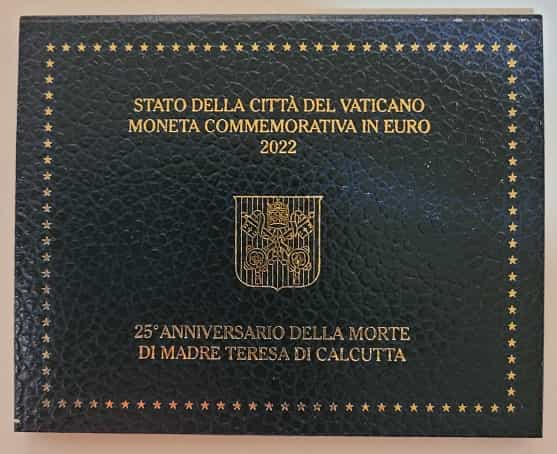 STATO DELLA CITTÀ DEL VATICANO
MONETA COMMEMORATIVA IN EURO
2022
25° ANNIVERSARIO DELLA MORTE
DI MADRE TERESA DI CALCUTTA